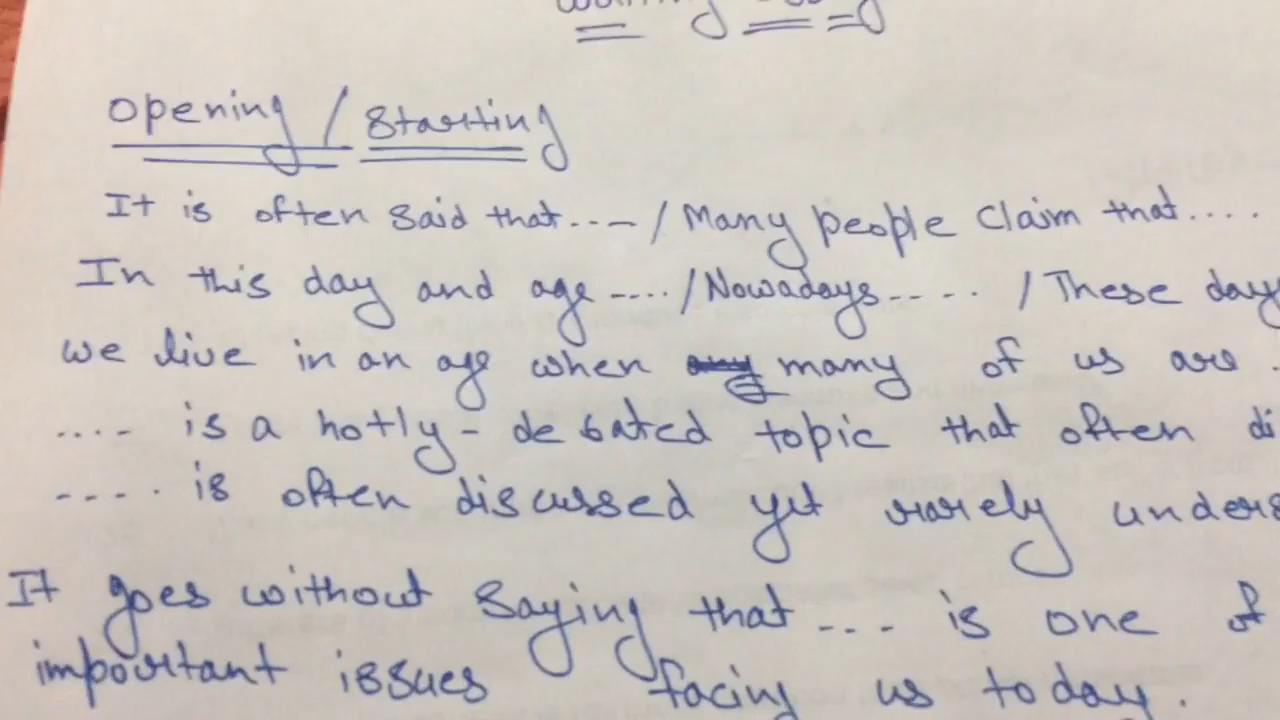 Opening / Starting
It is often said that..-- / Many people claim that....
In this day and age --... / Nowadays - - - . / These day
we live in an age when many of us are .
..-- is a hotly-debated topic that often
---- . is often discussed yet rarely
It goes without saying that --- . is one of
important issues facing us today.